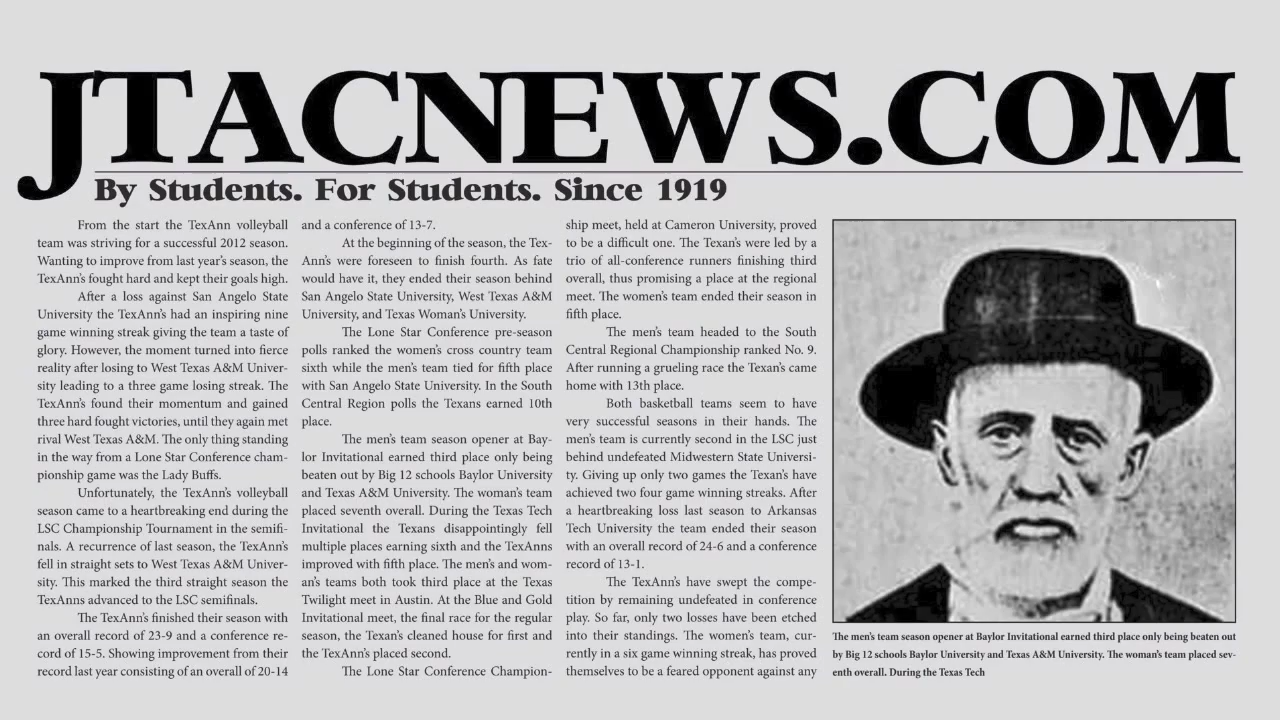 JTACNEWS.COM
By Students. For Students. Since 1919
From the start the TexAnn volleyball
team was striving for a successful 2012 season.
Wanting to improve from last year's season, the
TexAnn's fought hard and kept their goals high.
After a loss against San Angelo State
University the TexAnn's had an inspiring nine
game winning streak giving the team a taste of
glory. However, the moment turned into fierce
reality after losing to West Texas A&M Univer-
sity leading to a three game losing streak. The
TexAnn's found their momentum and gained
three hard fought victories, until they again met
rival West Texas A&M. The only thing standing
in the way from a Lone Star Conference cham-
pionship game was the Lady Buffs.
Unfortunately, the TexAnn's volleyball
season came to a heartbreaking end during the
LSC Championship Tournament in the semifi-
nals. A recurrence of last season, the TexAnn's
fell in straight sets to West Texas A&M Univer-
sity. This marked the third straight season the
TexAnns advanced to the LSC semifinals.
The TexAnn's finished their season with
an overall record of 23-9 and a conference re-
cord of 15-5. Showing improvement from their
record last year consisting of an overall of 20-14
and a conference of 13-7.
At the beginning of the season, the Tex-
Ann's were foreseen to finish fourth. As fate
would have it, they ended their season behind
San Angelo State University, West Texas A&M
University, and Texas Woman's University.
The Lone Star Conference pre-season
polls ranked the women's cross country team
sixth while the men's team tied for fifth place
with San Angelo State University. In the South
Central Region polls the Texans earned 10th
place.
The men's team season opener at Bay-
lor Invitational earned third place only being
beaten out by Big 12 schools Baylor University
and Texas A&M University. The woman's team
placed seventh overall. During the Texas Tech
Invitational the Texans disappointingly fell
multiple places earning sixth and the TexAnns
improved with fifth place. The men's and wom-
an's teams both took third place at the Texas
Twilight meet in Austin. At the Blue and Gold
Invitational meet, the final race for the regular
season, the Texan's cleaned house for first and
the TexAnn's placed second.
The Lone Star Conference Champion-
ship meet, held at Cameron University, proved
to be a difficult one. The Texan's were led by a
trio of all-conference runners finishing third
overall, thus promising a place at the regional
meet. The women's team ended their season in
fifth place.
The men's team headed to the South
Central Regional Championship ranked No. 9.
After running a grueling race the Texan's came
home with 13th place.
Both basketball teams seem to have
very successful seasons in their hands. The
men's team is currently second in the LSC just
behind undefeated Midwestern State Universi-
ty. Giving up only two games the Texan's have
achieved two four game winning streaks. After
a heartbreaking loss last season to Arkansas
Tech University the team ended their season
with an overall record of 24-6 and a conference
record of 13-1.
The TexAnn's have swept the compe-
tition by remaining undefeated in conference
play. So far, only two losses have been etched
into their standings. The women's team, cur-
rently in a six game winning streak, has proved
themselves to be a feared opponent against any
The men's team season opener at Baylor Invitational earned third place only being beaten out
by Big 12 schools Baylor University and Texas A&M University. The woman's team placed sev-
enth overall. During the Texas Tech